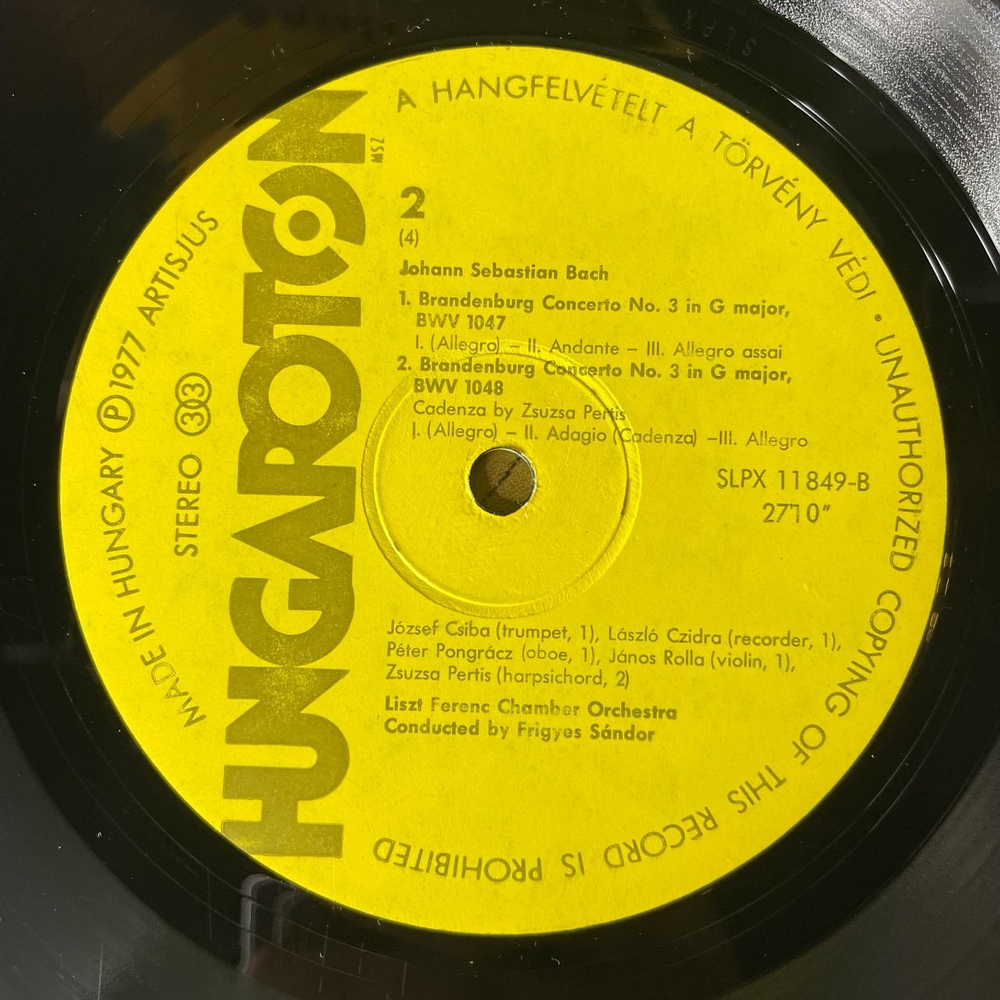 HUNGAROTON
MSZ
A HANGFELVÉTELT A TÖRVÉNY VÉDI • UNAUTHORIZED COPYING OF THIS RECORD IS PROHIBITED
MADE IN HUNGARY Ⓟ 1977 ARTISJUS
STEREO 33
2
(4)
Johann Sebastian Bach
1. Brandenburg Concerto No. 3 in G major,
BWV 1047
I. (Allegro) – II. Andante – III. Allegro assai
2. Brandenburg Concerto No. 3 in G major,
BWV 1048
Cadenza by Zsuzsa Pertis
I. (Allegro) – II. Adagio (Cadenza) –III. Allegro
SLPX 11849-B
27'10"
József Csiba (trumpet, 1), László Czidra (recorder, 1),
Péter Pongrácz (oboe, 1), János Rolla (violin, 1),
Zsuzsa Pertis (harpsichord, 2)
Liszt Ferenc Chamber Orchestra
Conducted by Frigyes Sándor